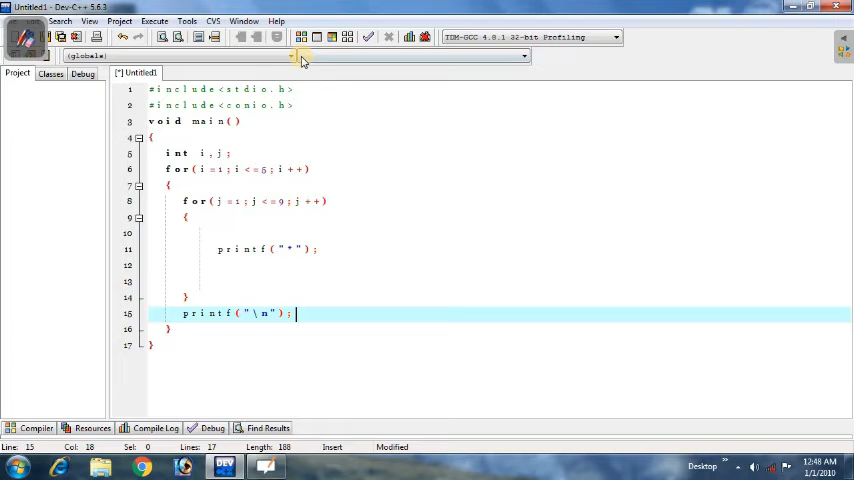 Untitled1 - Dev-C++ 5.6.3
Search View Project Execute Tools CVS Window Help
TDM-GCC 4.8.1 32-bit Profiling
(globals)
Project Classes Debug
[*] Untitled1
1 #include<stdio.h>
2 #include<conio.h>
3 void main()
4 {
5 int i,j;
6 for(i=1;i<=5;i++)
7 {
8 for(j=1;j<=9;j++)
9 {
10
11 printf("*");
12
13
14 }
15 printf("\n");
16 }
17 }
Compiler Resources Compile Log Debug Find Results
Line: 15 Col: 18 Sel: 0 Lines: 17 Length: 188 Insert Modified
DEV Desktop 12:48 AM
1/1/2010